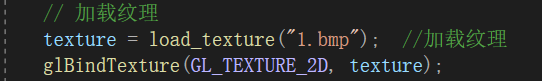 // 加载纹理
texture = load_texture("1.bmp");  //加载纹理
glBindTexture(GL_TEXTURE_2D, texture);